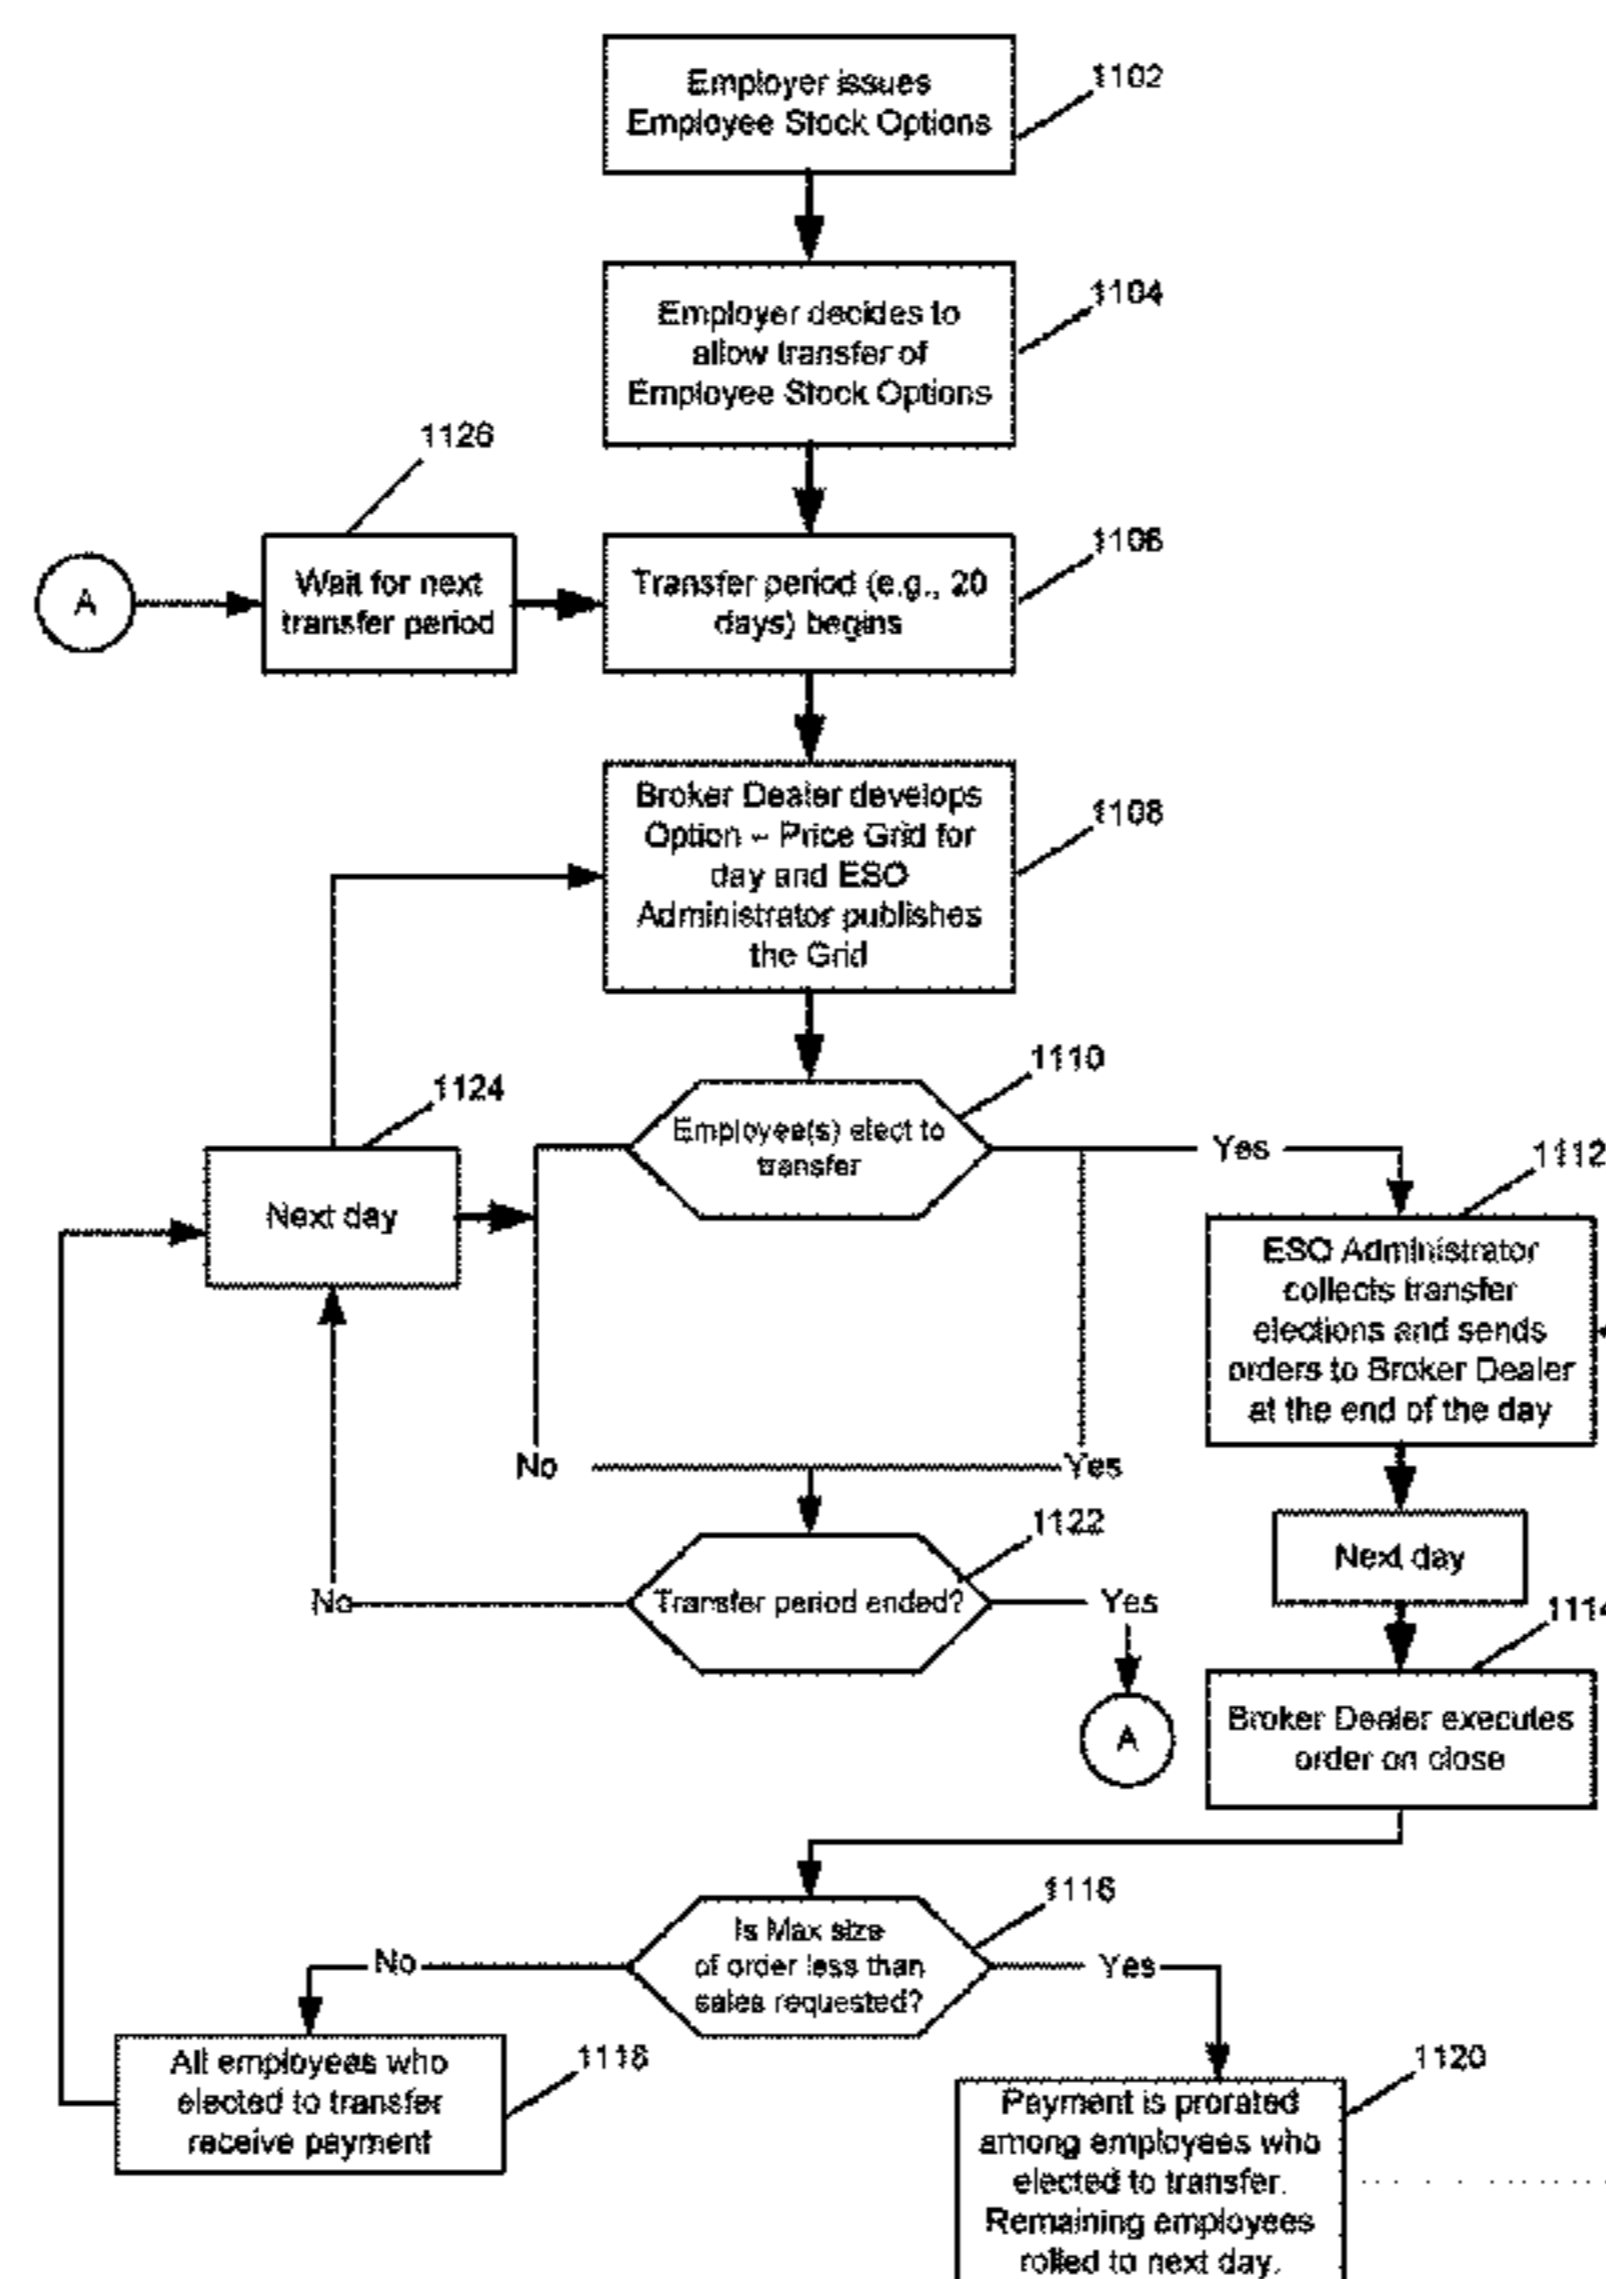 Employer issues
Employee Stock Options
1102
Employer decides to
allow transfer of
Employee Stock Options
1104
1126
A
Wait for next
transfer period
Transfer period (e.g., 20
days) begins
1106
Broker Dealer develops
Option - Price Grid for
day and ESO
Administrator publishes
the Grid
1108
1110
1124
Employee(s) elect to
transfer
Yes
1112
Next day
ESO Administrator
collects transfer
elections and sends
orders to Broker Dealer
at the end of the day
No
Yes
1122
Next day
No
Transfer period ended?
Yes
1114
A
Broker Dealer executes
order on close
1116
Is Max size
of order less than
sales requested?
No
Yes
All employees who
elected to transfer
receive payment
1118
1120
Payment is prorated
among employees who
elected to transfer.
Remaining employees
rolled to next day.